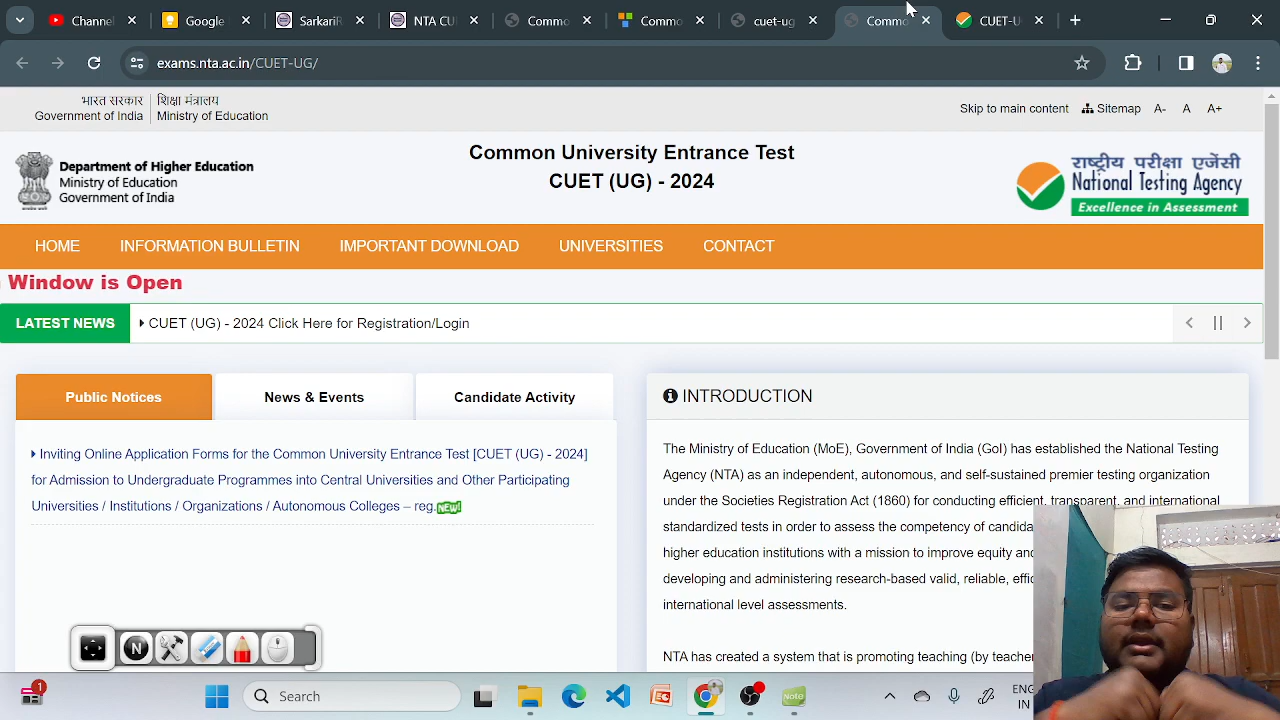 Channel
Google
SarkariR
NTA CU
Commo
Commo
cuet-ug
Commo
CUET-U
exams.nta.ac.in/CUET-UG/
भारत सरकार
Government of India
शिक्षा मंत्रालय
Ministry of Education
Skip to main content
Sitemap
A-
A
A+
Department of Higher Education
Ministry of Education
Government of India
Common University Entrance Test
CUET (UG) - 2024
राष्ट्रीय परीक्षा एजेंसी
National Testing Agency
Excellence in Assessment
HOME
INFORMATION BULLETIN
IMPORTANT DOWNLOAD
UNIVERSITIES
CONTACT
Window is Open
LATEST NEWS
CUET (UG) - 2024 Click Here for Registration/Login
Public Notices
News & Events
Candidate Activity
Inviting Online Application Forms for the Common University Entrance Test [CUET (UG) - 2024]
for Admission to Undergraduate Programmes into Central Universities and Other Participating
Universities / Institutions / Organizations / Autonomous Colleges – reg. NEW!
INTRODUCTION
The Ministry of Education (MoE), Government of India (GoI) has established the National Testing
Agency (NTA) as an independent, autonomous, and self-sustained premier testing organization
under the Societies Registration Act (1860) for conducting efficient, transparent, and international
standardized tests in order to assess the competency of candida
higher education institutions with a mission to improve equity and
developing and administering research-based valid, reliable, effic
international level assessments.
NTA has created a system that is promoting teaching (by teacher
N
1
Search
Note
ENG
IN